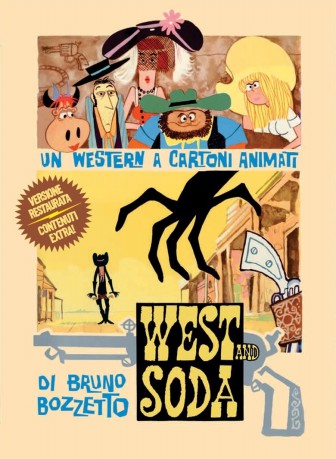 UN WESTERN A CARTONI ANIMATI
VERSIONE
RESTAURATA
CONTENUTI
EXTRA!
WEST AND
SODA
DI BRUNO
BOZZETTO